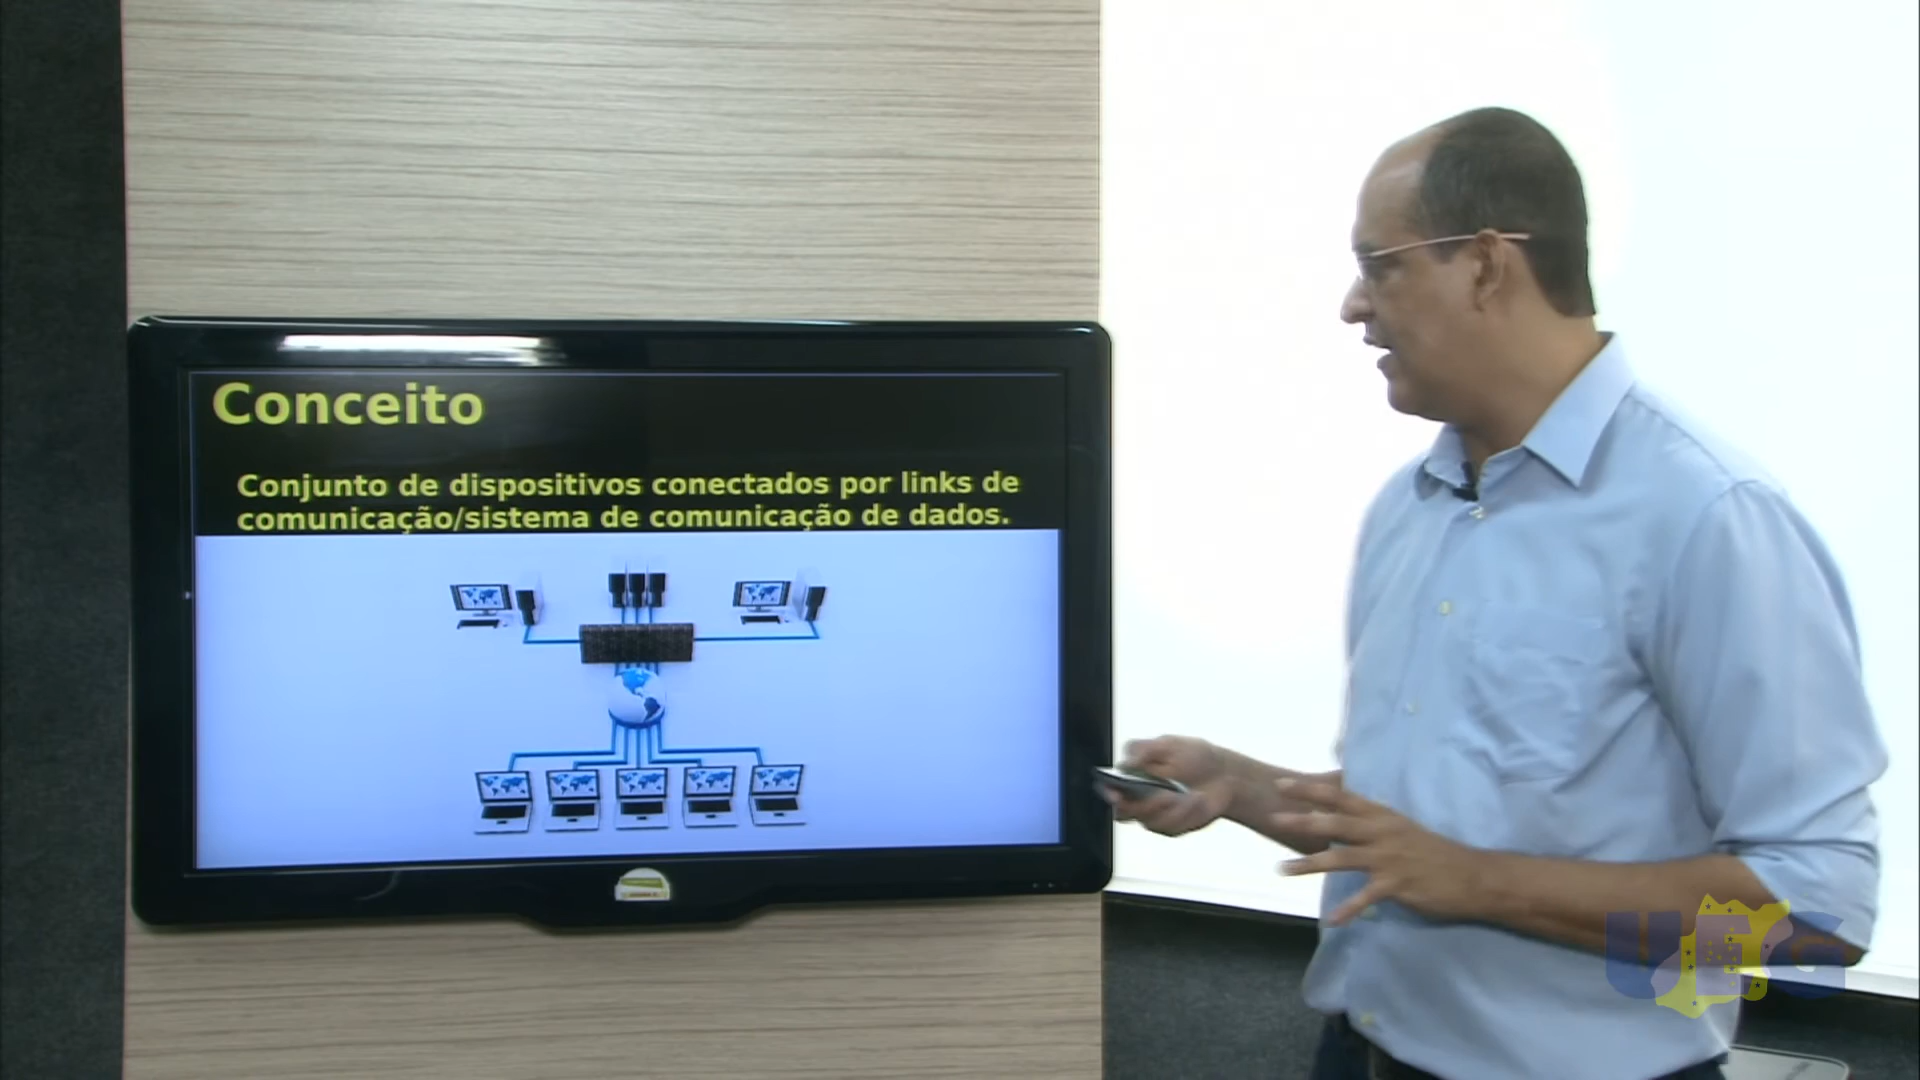 Conceito
Conjunto de dispositivos conectados por links de
comunicação/sistema de comunicação de dados.
UEG